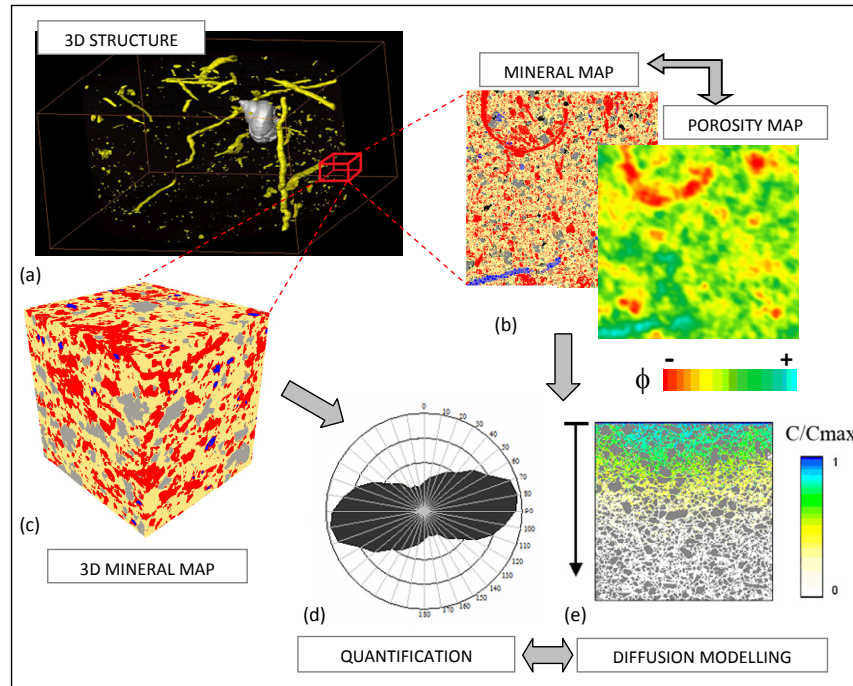 3D STRUCTURE
MINERAL MAP
POROSITY MAP
(a)
(b)
ϕ - +
(c)
3D MINERAL MAP
0
10
20
30
40
50
60
70
80
90
100
110
120
130
140
150
160
170
180
(d)
C/Cmax
1
0
(e)
QUANTIFICATION
DIFFUSION MODELLING